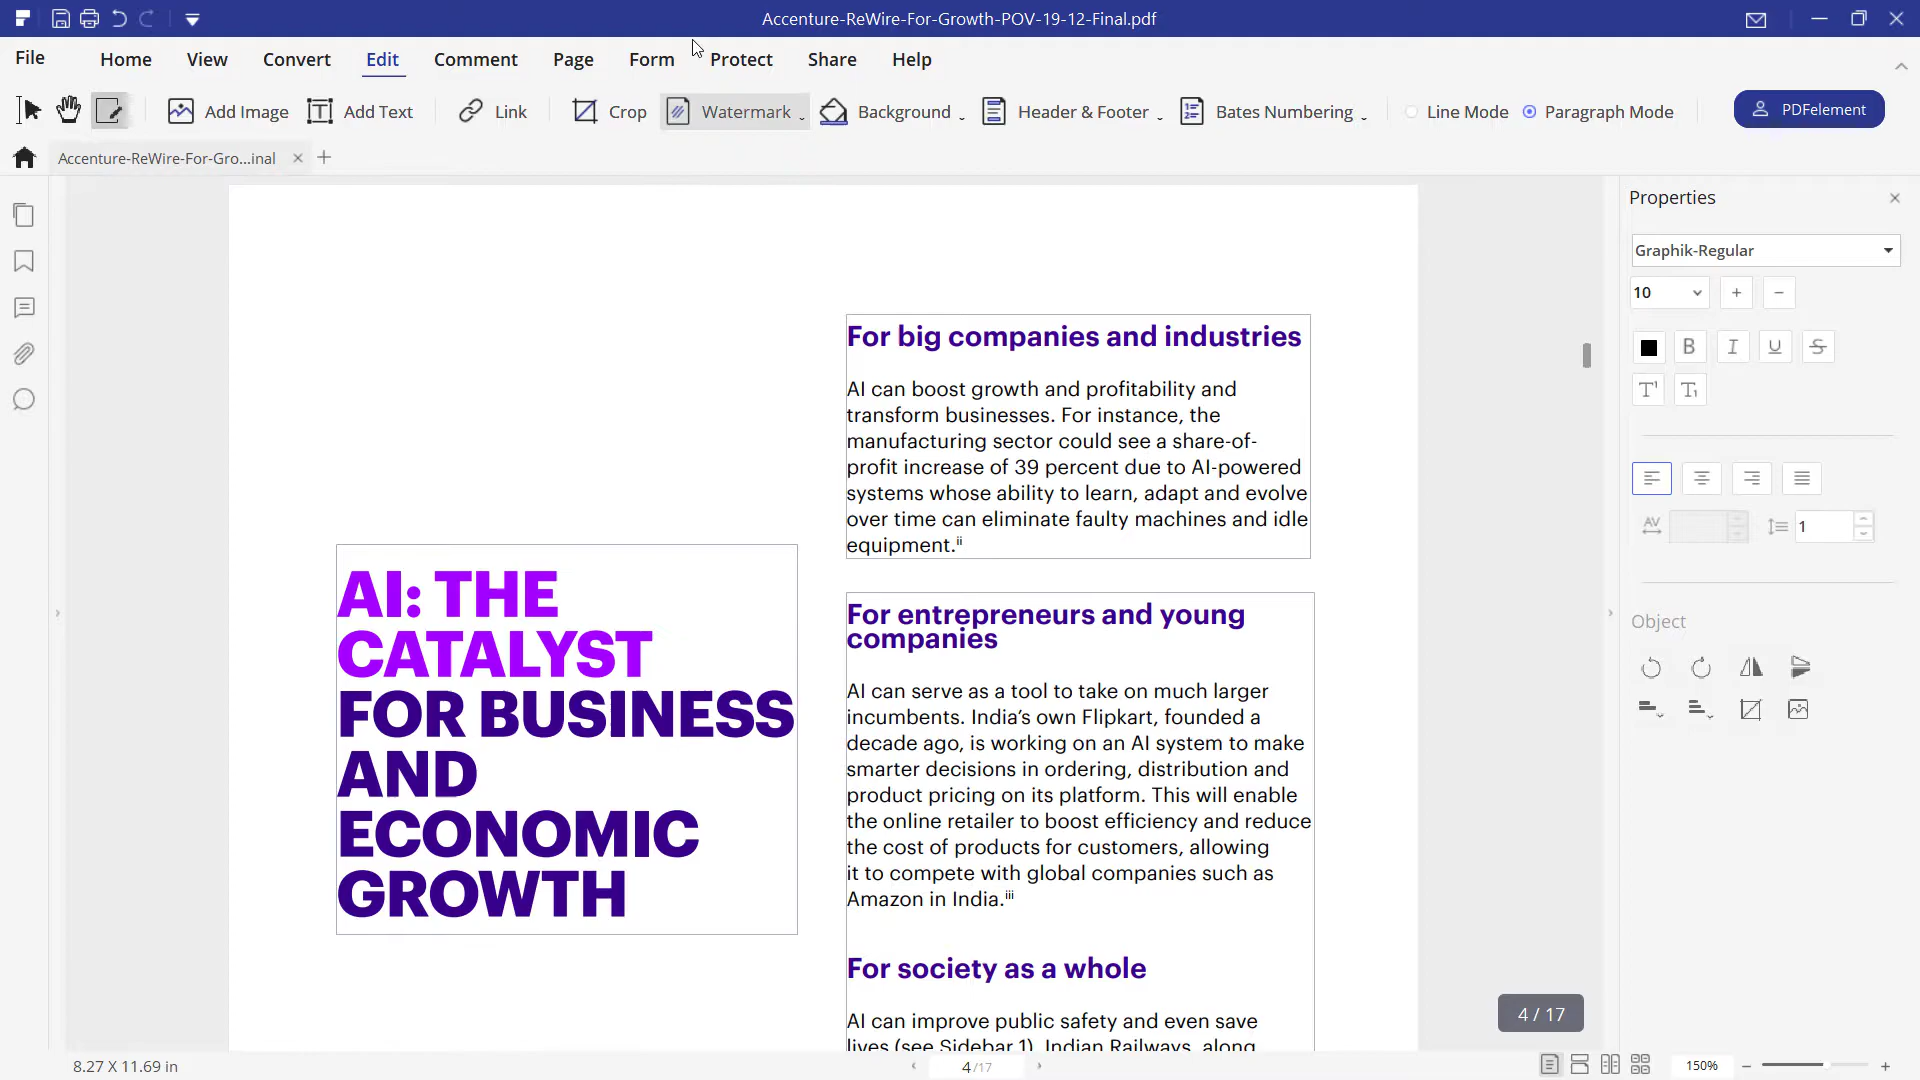 Accenture-ReWire-For-Growth-POV-19-12-Final.pdf
File Home View Convert Edit Comment Page Form Protect Share Help
Add Image Add Text Link Crop Watermark Background Header & Footer Bates Numbering Line Mode Paragraph Mode PDFelement
Accenture-ReWire-For-Gro...inal
AI: THE
CATALYST
FOR BUSINESS
AND
ECONOMIC
GROWTH
For big companies and industries
AI can boost growth and profitability and
transform businesses. For instance, the
manufacturing sector could see a share-of-
profit increase of 39 percent due to AI-powered
systems whose ability to learn, adapt and evolve
over time can eliminate faulty machines and idle
equipment.ii
For entrepreneurs and young
companies
AI can serve as a tool to take on much larger
incumbents. India’s own Flipkart, founded a
decade ago, is working on an AI system to make
smarter decisions in ordering, distribution and
product pricing on its platform. This will enable
the online retailer to boost efficiency and reduce
the cost of products for customers, allowing
it to compete with global companies such as
Amazon in India.iii
For society as a whole
AI can improve public safety and even save
lives (see Sidebar 1). Indian Railways, along
Properties
Graphik-Regular
10
1
Object
4 / 17
8.27 X 11.69 in
4 /17
150%